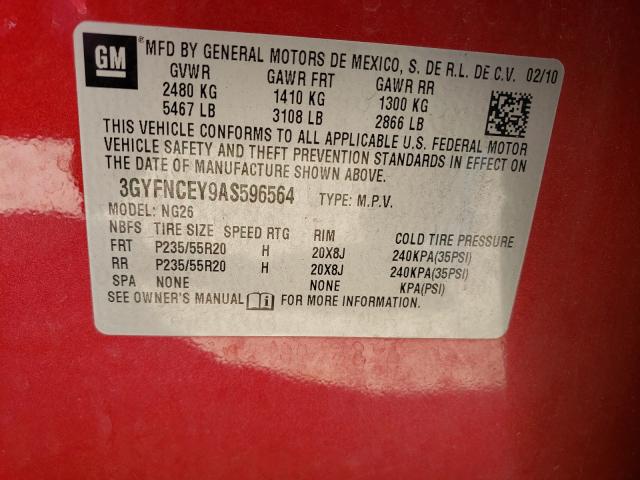 GM
MFD BY GENERAL MOTORS DE MEXICO, S. DE R.L. DE C.V. 02/10
GVWR GAWR FRT GAWR RR
2480 KG 1410 KG 1300 KG
5467 LB 3108 LB 2866 LB
THIS VEHICLE CONFORMS TO ALL APPLICABLE U.S. FEDERAL MOTOR
VEHICLE SAFETY AND THEFT PREVENTION STANDARDS IN EFFECT ON
THE DATE OF MANUFACTURE SHOWN ABOVE.
3GYFNCEY9AS596564 TYPE: M.P.V.
MODEL: NG26
NBFS TIRE SIZE SPEED RTG RIM COLD TIRE PRESSURE
FRT P235/55R20 H 20X8J 240KPA(35PSI)
RR P235/55R20 H 20X8J 240KPA(35PSI)
SPA NONE NONE KPA(PSI)
SEE OWNER'S MANUAL FOR MORE INFORMATION.